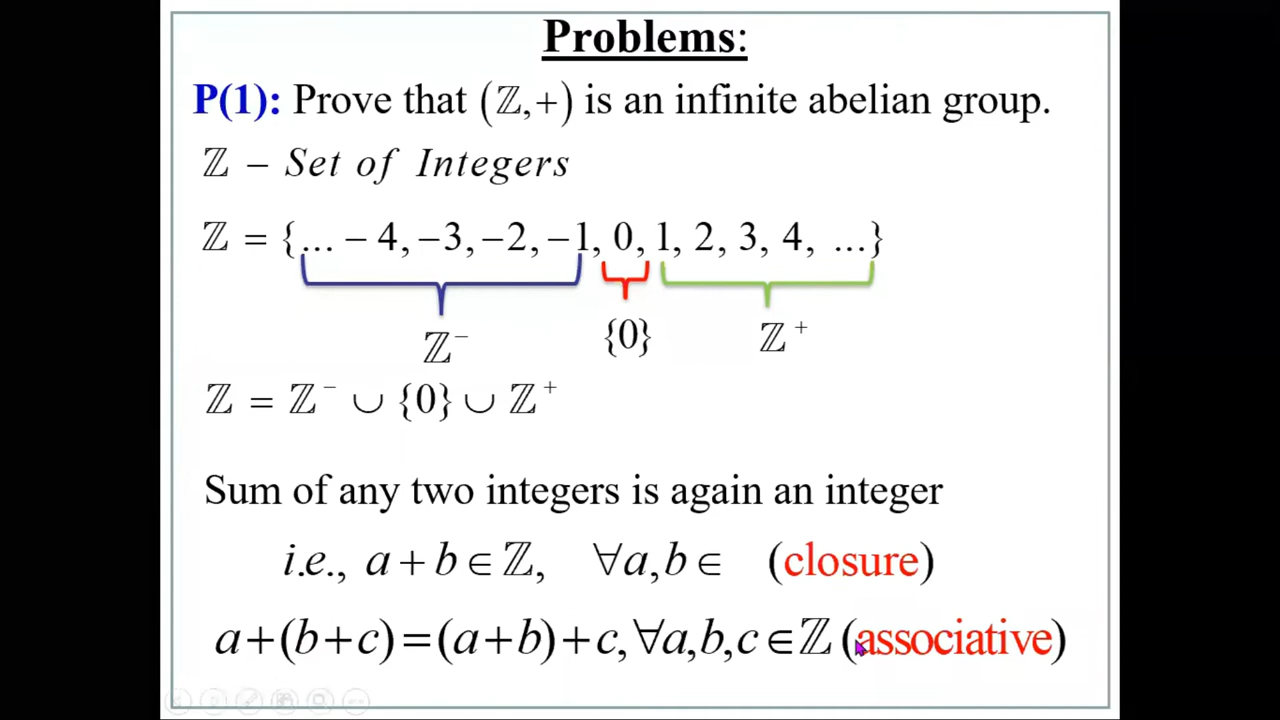 Problems:
P(1): Prove that (ℤ,+) is an infinite abelian group.
ℤ – Set of Integers
ℤ = {... – 4, –3, –2, –1, 0, 1, 2, 3, 4, ...}
ℤ⁻ {0} ℤ⁺
ℤ = ℤ⁻ ∪ {0} ∪ ℤ⁺
Sum of any two integers is again an integer
i.e., a + b ∈ ℤ, ∀a,b ∈ (closure)
a+(b+c)=(a+b)+c,∀a,b,c∈ℤ (associative)